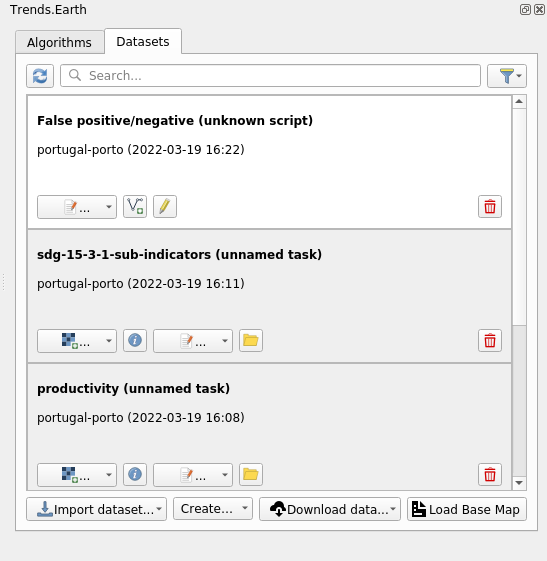 Trends.Earth
Algorithms
Datasets
Search...
False positive/negative (unknown script)
portugal-porto (2022-03-19 16:22)
...
sdg-15-3-1-sub-indicators (unnamed task)
portugal-porto (2022-03-19 16:11)
... ...
productivity (unnamed task)
portugal-porto (2022-03-19 16:08)
... ...
Import dataset... Create... Download data... Load Base Map